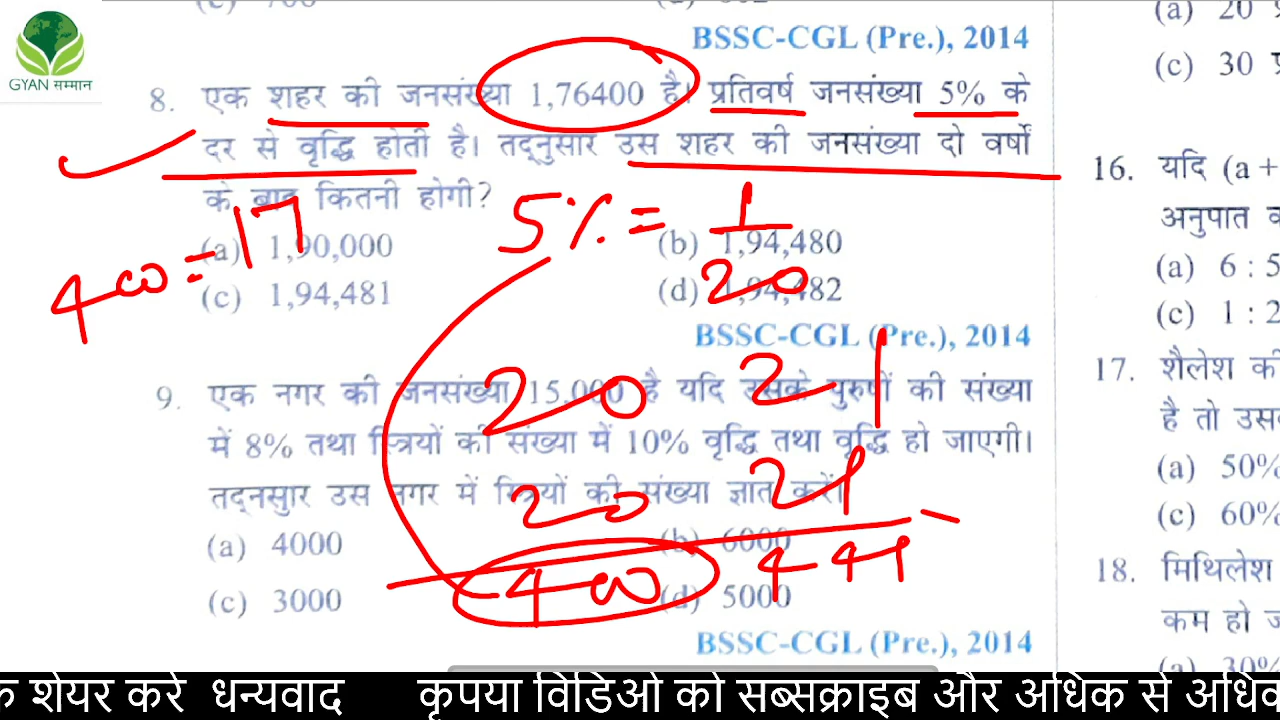 GYAN सम्मान
BSSC-CGL (Pre.), 2014
8. एक शहर की जनसंख्या 1,76400 है। प्रतिवर्ष जनसंख्या 5% के
दर से वृद्धि होती है। तद्नुसार उस शहर की जनसंख्या दो वर्षों
के बाद कितनी होगी?
(a) 1,90,000 (b) 1,94,480
(c) 1,94,481 (d) 1,94,482
BSSC-CGL (Pre.), 2014
9. एक नगर की जनसंख्या 15,000 है यदि उसके पुरुषों की संख्या
में 8% तथा स्त्रियों की संख्या में 10% वृद्धि तथा वृद्धि हो जाएगी।
तद्नसुार उस नगर में स्त्रियों की संख्या ज्ञात करें।
(a) 4000 (b) 6000
(c) 3000 (d) 5000
BSSC-CGL (Pre.), 2014
5% = 1
20
400 = 17
20 21
20 21
400 441
(a) 20
(c) 30
16. यदि (a +
अनुपात
(a) 6 : 5
(c) 1 : 2
17. शैलेश की
है तो उस
(a) 50%
(c) 60%
18. मिथिलेश
कम हो
(a) 30%
शेयर करें धन्यवाद कृपया विडिओ को सब्सक्राइब और अधिक से अधिक